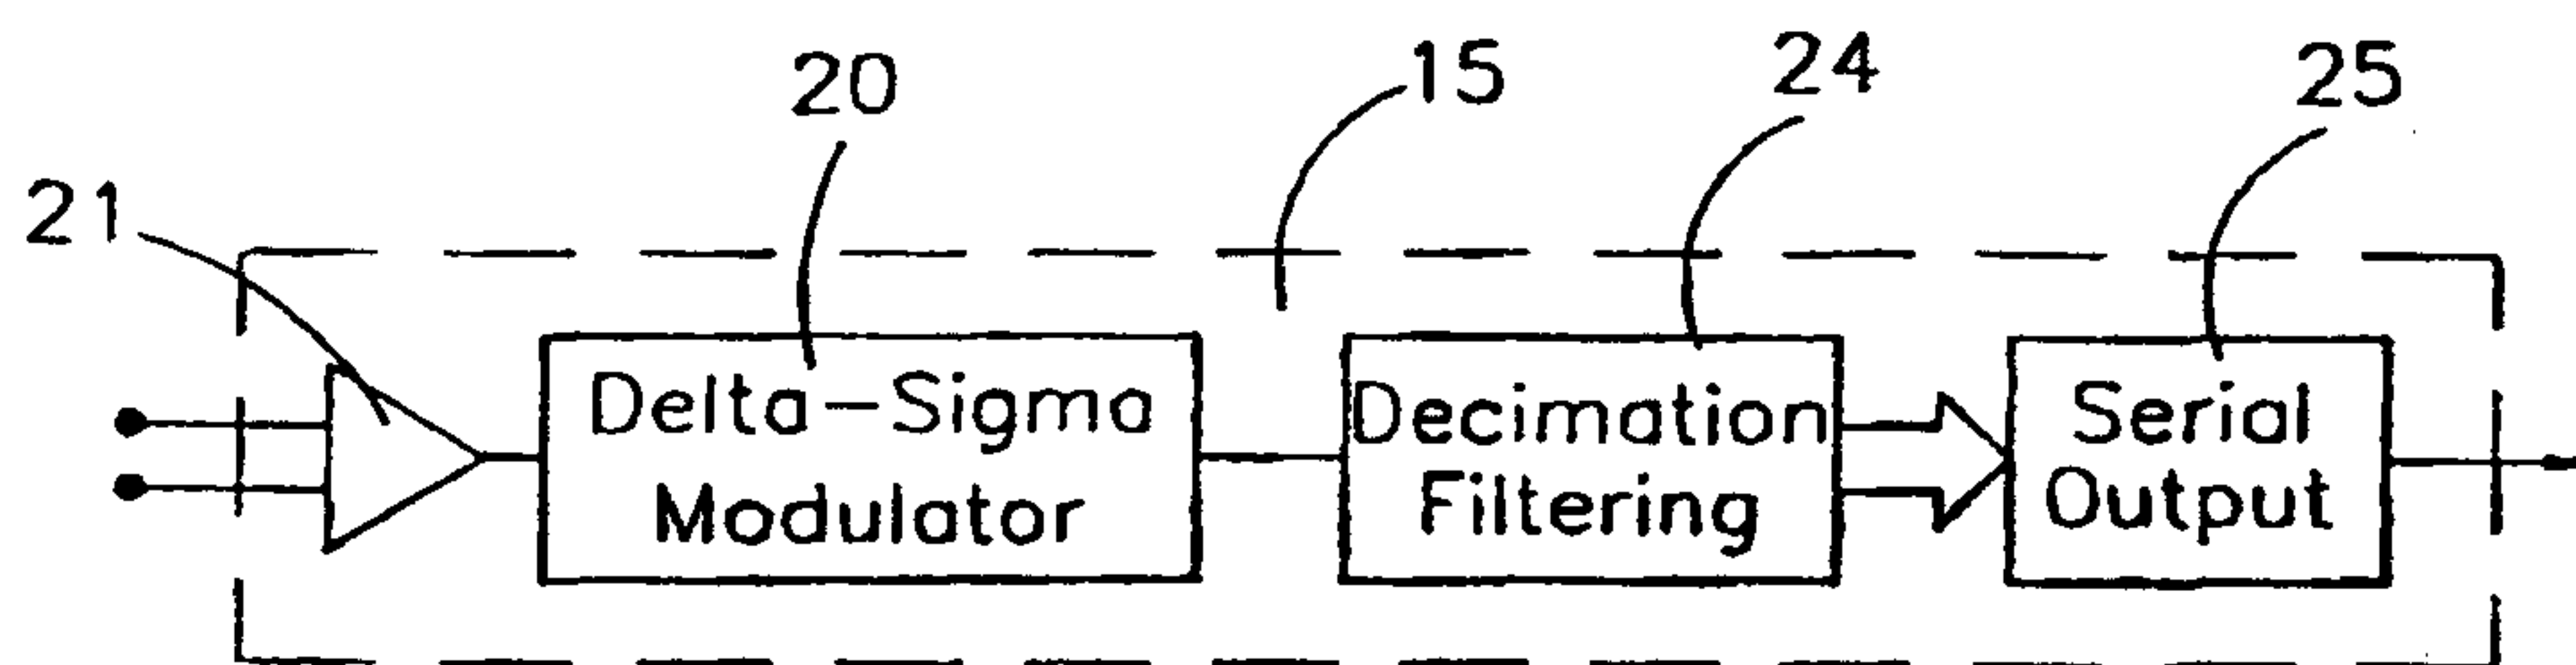 20
15
24
25
21
Delta-Sigma
Modulator
Decimation
Filtering
Serial
Output